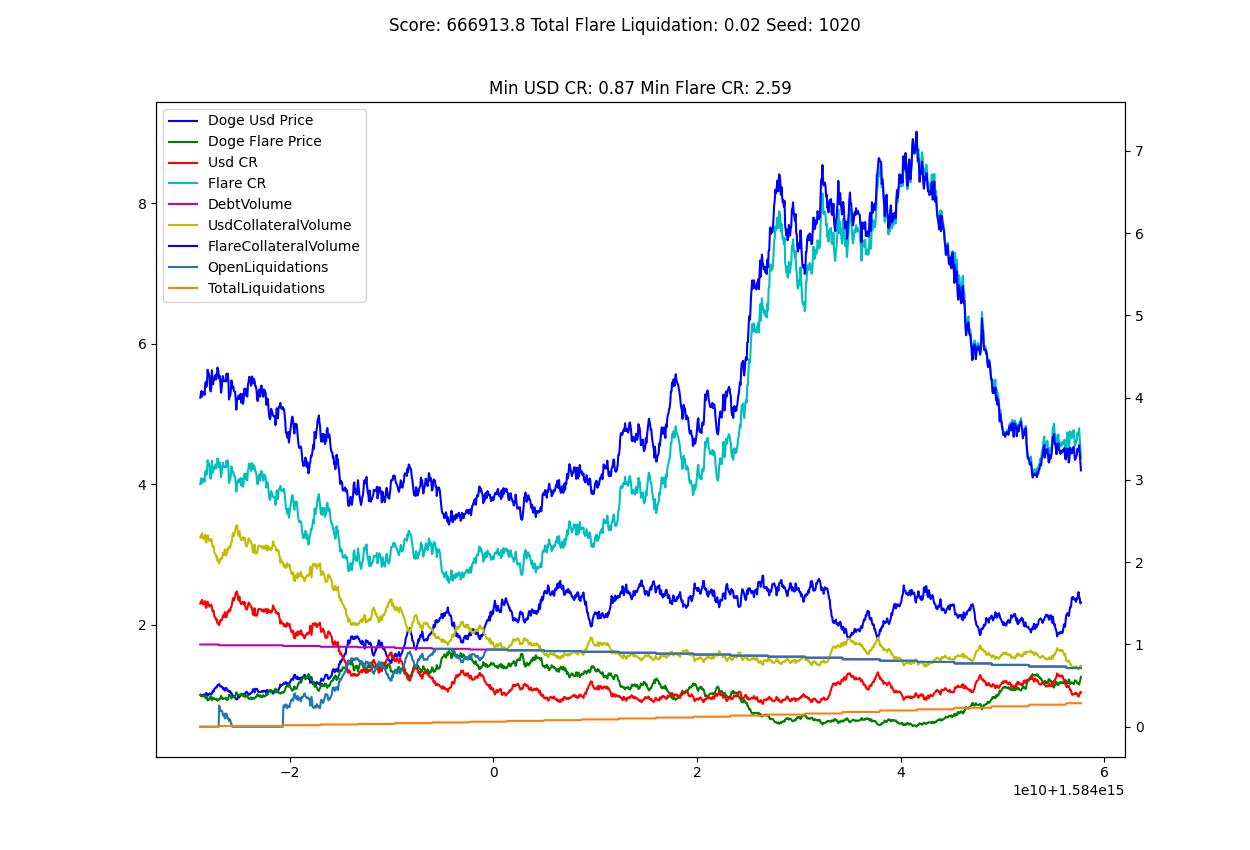 Score: 666913.8 Total Flare Liquidation: 0.02 Seed: 1020
Min USD CR: 0.87 Min Flare CR: 2.59
Doge Usd Price
Doge Flare Price
Usd CR
Flare CR
DebtVolume
UsdCollateralVolume
FlareCollateralVolume
OpenLiquidations
TotalLiquidations
8
6
4
2
7
6
5
4
3
2
1
0
−2
0
2
4
6
1e10+1.584e15